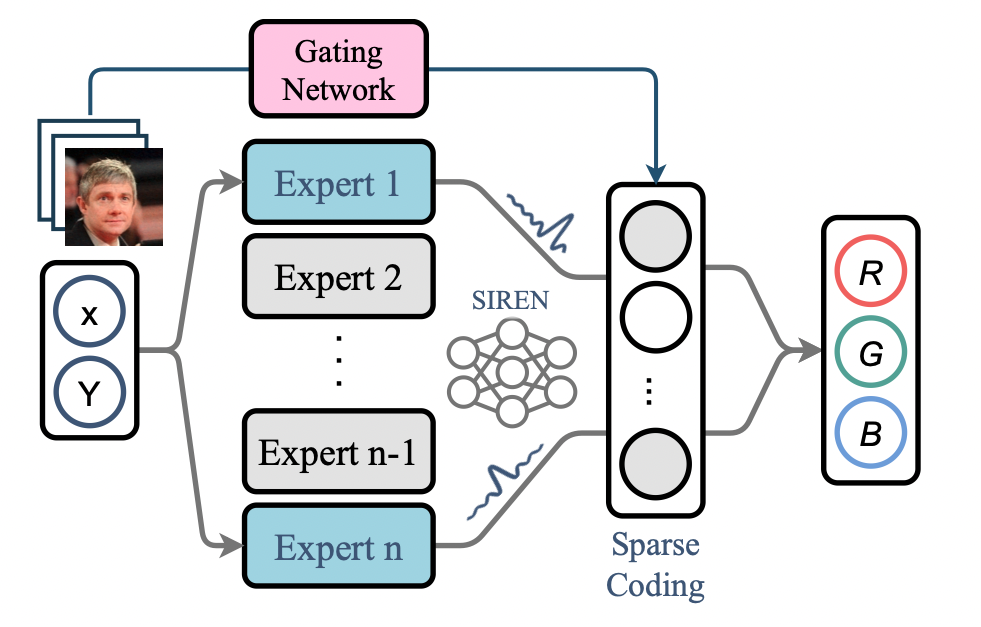 Gating
Network
Expert 1
Expert 2
⋮
Expert n-1
Expert n
x
Y
SIREN
⋮
Sparse
Coding
R
G
B